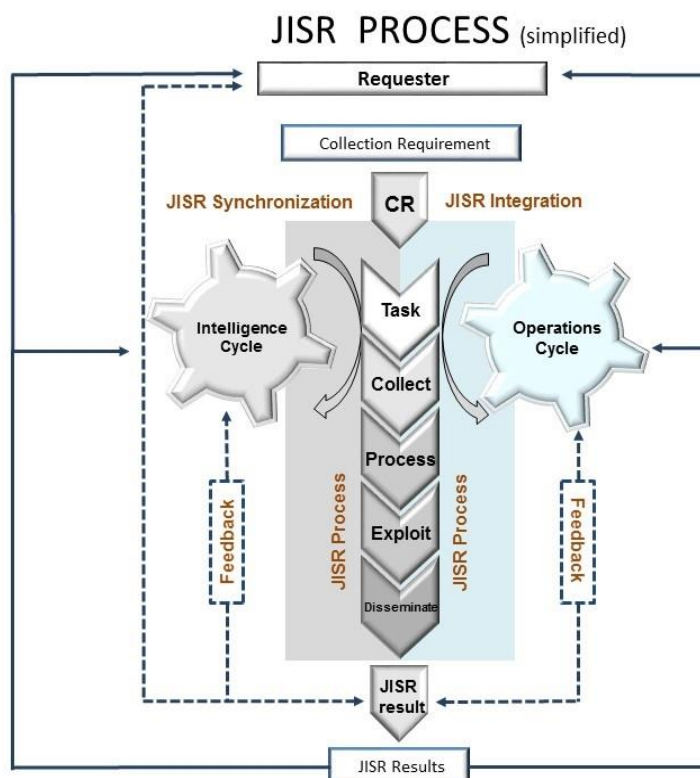 JISR PROCESS (simplified)
Requester
Collection Requirement
JISR Synchronization
CR
JISR Integration
Intelligence
Cycle
Task
Operations
Cycle
Collect
Process
Exploit
Disseminate
JISR Process
JISR Process
Feedback
Feedback
JISR
result
JISR Results